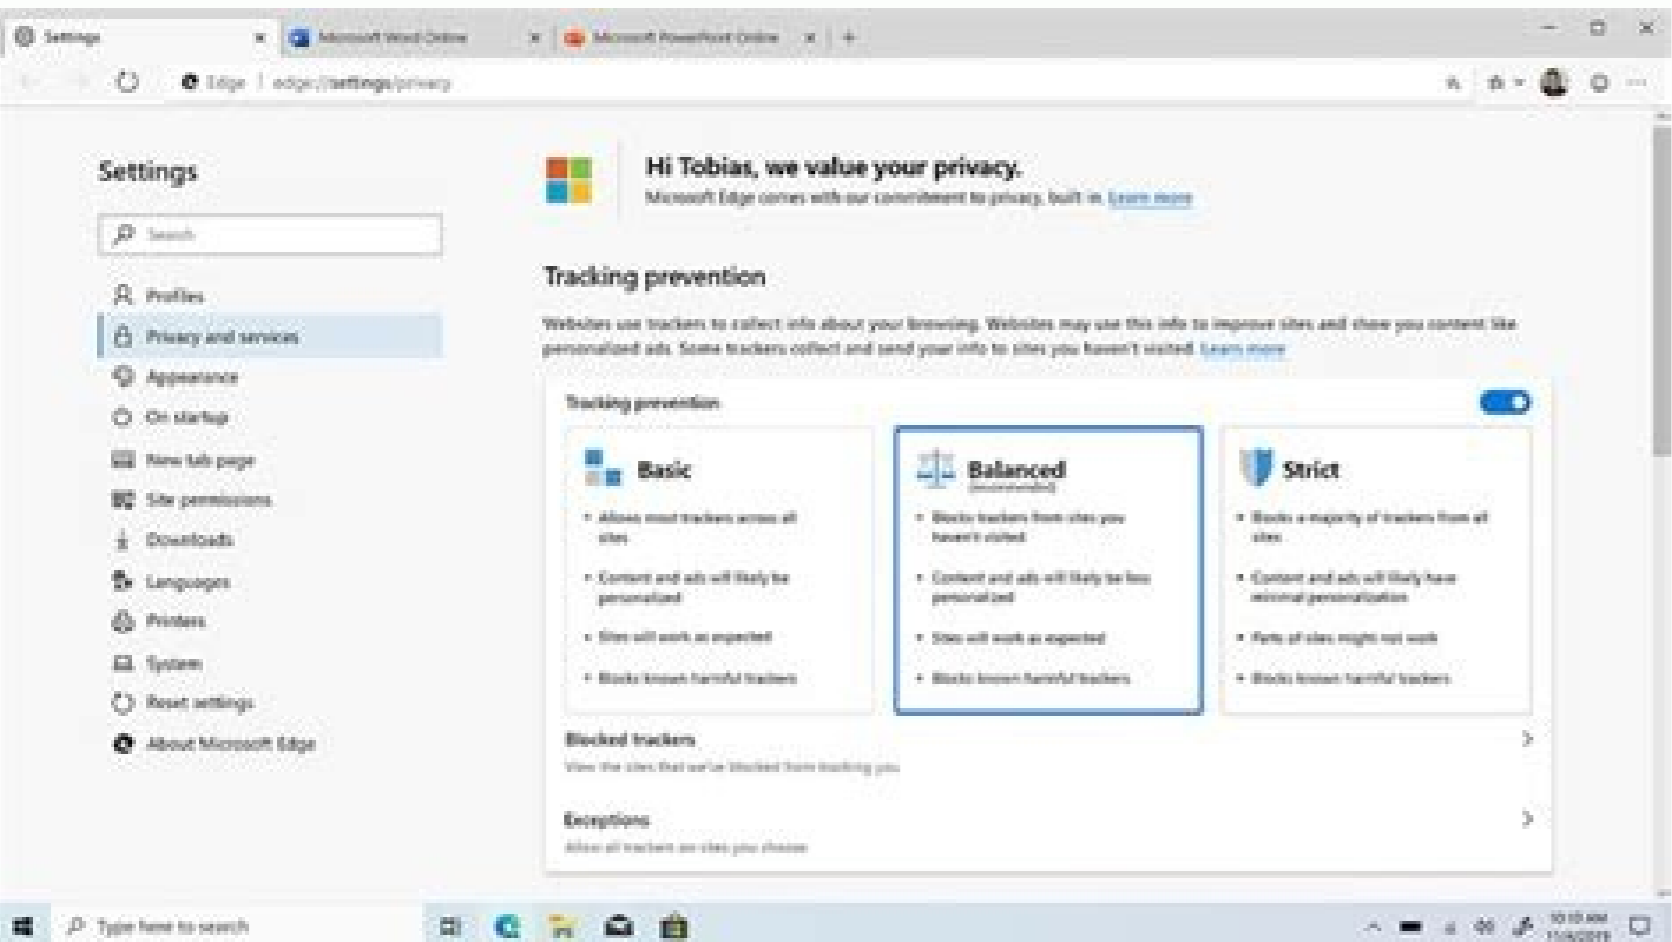 Settings
Microsoft Word Online
Microsoft PowerPoint Online
Edge | edge://settings/privacy
Settings
Search
Profiles
Privacy and services
Appearance
On startup
New tab page
Site permissions
Downloads
Languages
Printers
System
Reset settings
About Microsoft Edge
Hi Tobias, we value your privacy.
Microsoft Edge comes with our commitment to privacy, built in. Learn more
Tracking prevention
Websites use trackers to collect info about your browsing. Websites may use this info to improve sites and show you content like
personalized ads. Some trackers collect and send your info to sites you haven't visited. Learn more
Tracking prevention
Basic
• Allows most trackers across all
sites
• Content and ads will likely be
personalized
• Sites will work as expected
• Blocks known harmful trackers
Balanced
(recommended)
• Blocks trackers from sites you
haven't visited
• Content and ads will likely be less
personalized
• Sites will work as expected
• Blocks known harmful trackers
Strict
• Blocks a majority of trackers from all
sites
• Content and ads will likely have
minimal personalization
• Parts of sites might not work
• Blocks known harmful trackers
Blocked trackers
View the sites that we've blocked from tracking you
Exceptions
Allow all trackers on sites you choose
Type here to search
10:10 AM